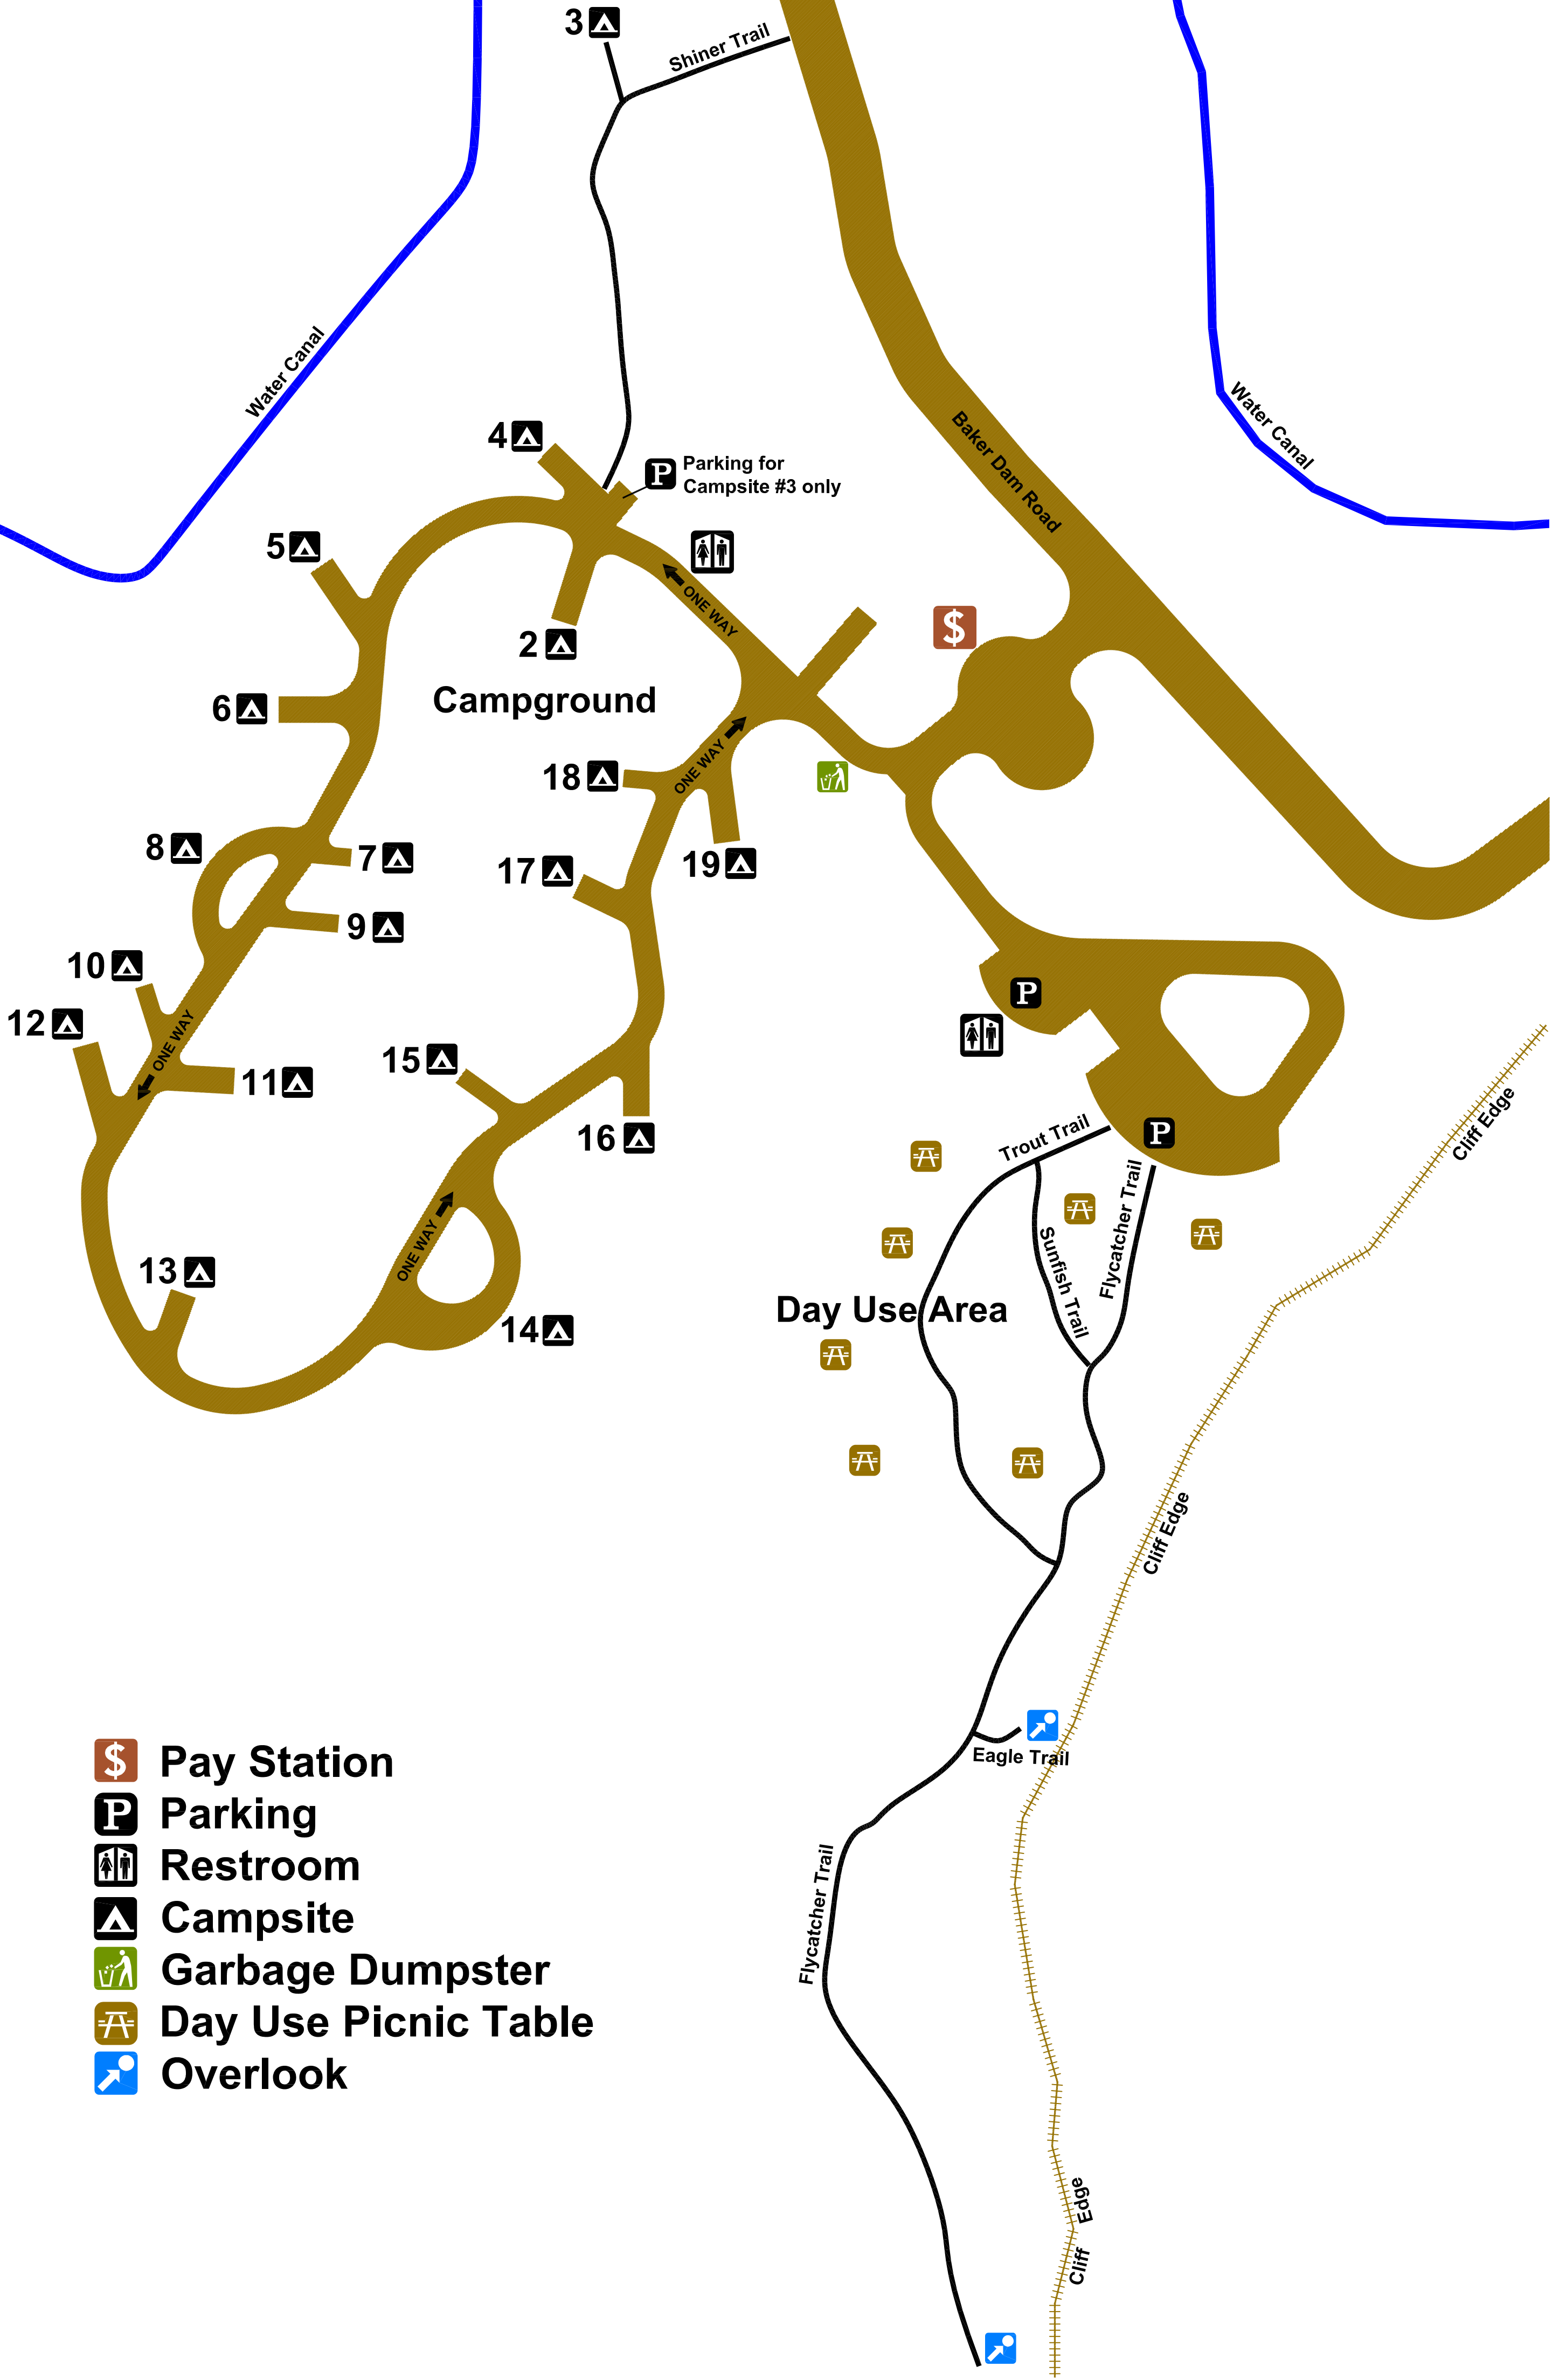 3
Shiner Trail
Water Canal
Water Canal
Baker Dam Road
4
P
Parking for
Campsite #3 only
5
ONE WAY
$
2
6
Campground
18
ONE WAY
19
8
7
17
9
10
P
12
ONE WAY
11
15
16
Trout Trail
P
Cliff Edge
Flycatcher Trail
Sunfish Trail
ONE WAY
13
14
Day Use Area
Cliff Edge
Eagle Trail
$ Pay Station
P Parking
Restroom
Campsite
Garbage Dumpster
Day Use Picnic Table
Overlook
Flycatcher Trail
Cliff Edge